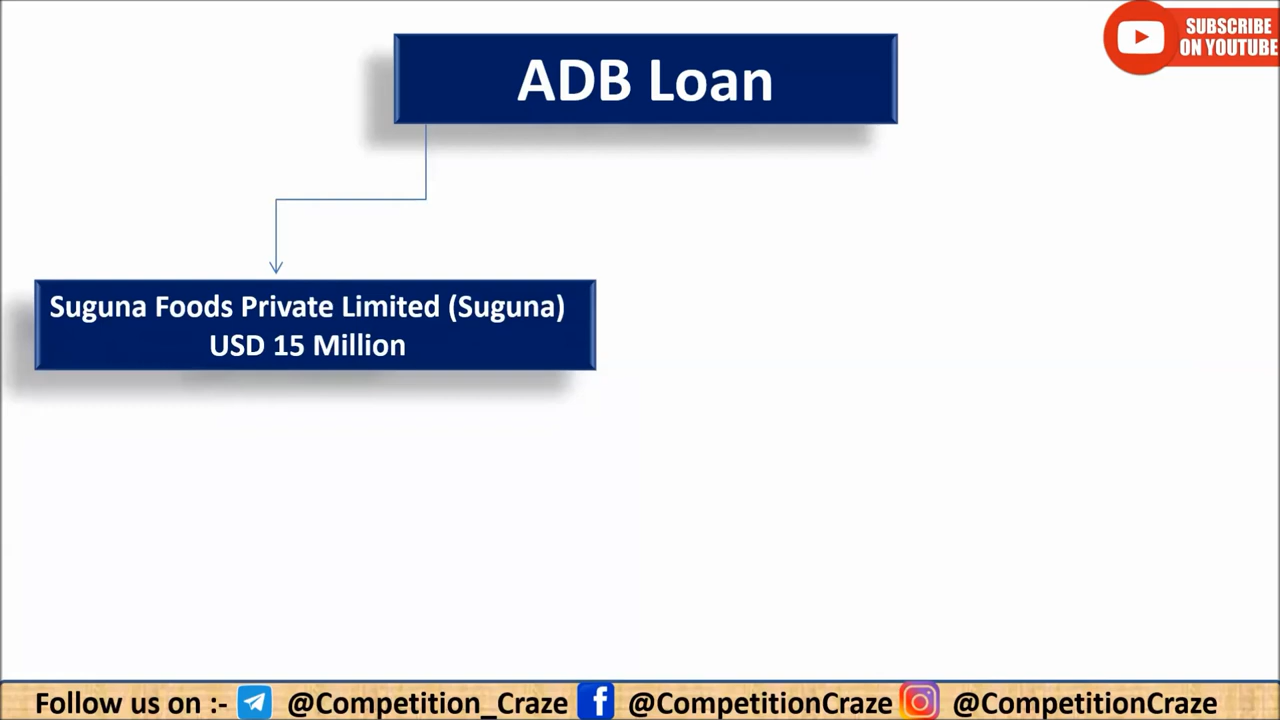 SUBSCRIBE
ON YOUTUBE
ADB Loan
Suguna Foods Private Limited (Suguna)
USD 15 Million
Follow us on :- @Competition_Craze @CompetitionCraze @CompetitionCraze